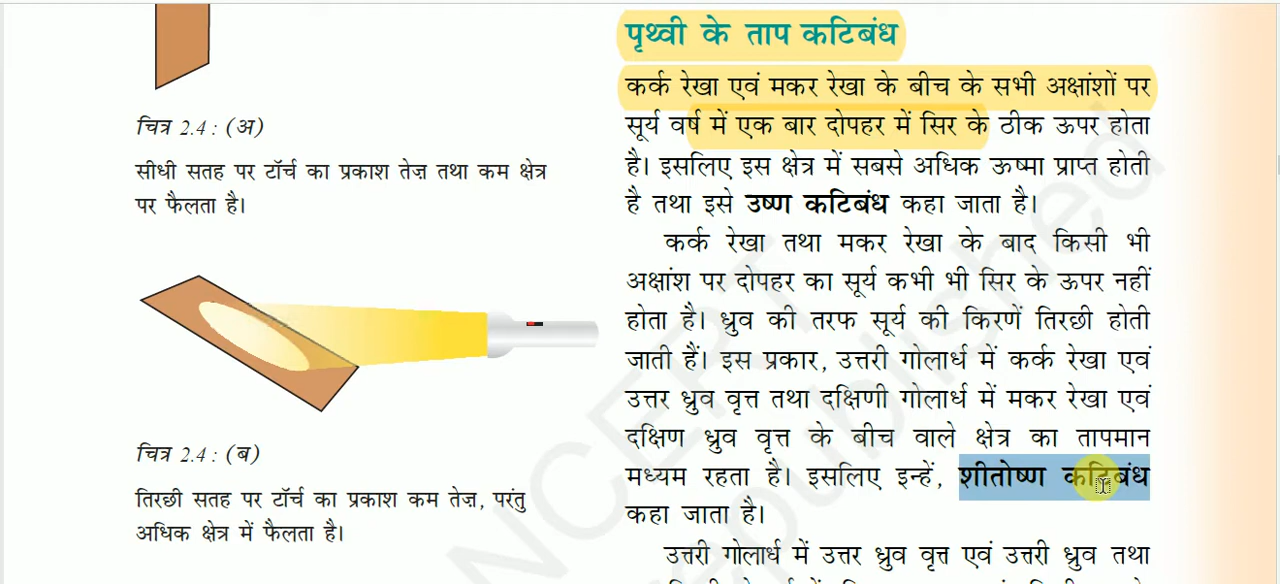 चित्र 2.4 : (अ)
सीधी सतह पर टॉर्च का प्रकाश तेज़ तथा कम क्षेत्र
पर फैलता है।
चित्र 2.4 : (ब)
तिरछी सतह पर टॉर्च का प्रकाश कम तेज़, परंतु
अधिक क्षेत्र में फैलता है।
पृथ्वी के ताप कटिबंध
कर्क रेखा एवं मकर रेखा के बीच के सभी अक्षांशों पर
सूर्य वर्ष में एक बार दोपहर में सिर के ठीक ऊपर होता
है। इसलिए इस क्षेत्र में सबसे अधिक ऊष्मा प्राप्त होती
है तथा इसे उष्ण कटिबंध कहा जाता है।
कर्क रेखा तथा मकर रेखा के बाद किसी भी
अक्षांश पर दोपहर का सूर्य कभी भी सिर के ऊपर नहीं
होता है। ध्रुव की तरफ सूर्य की किरणें तिरछी होती
जाती हैं। इस प्रकार, उत्तरी गोलार्ध में कर्क रेखा एवं
उत्तर ध्रुव वृत्त तथा दक्षिणी गोलार्ध में मकर रेखा एवं
दक्षिण ध्रुव वृत्त के बीच वाले क्षेत्र का तापमान
मध्यम रहता है। इसलिए इन्हें, शीतोष्ण कटिबंध
कहा जाता है।
उत्तरी गोलार्ध में उत्तर ध्रुव वृत्त एवं उत्तरी ध्रुव तथा
NCERT
republished